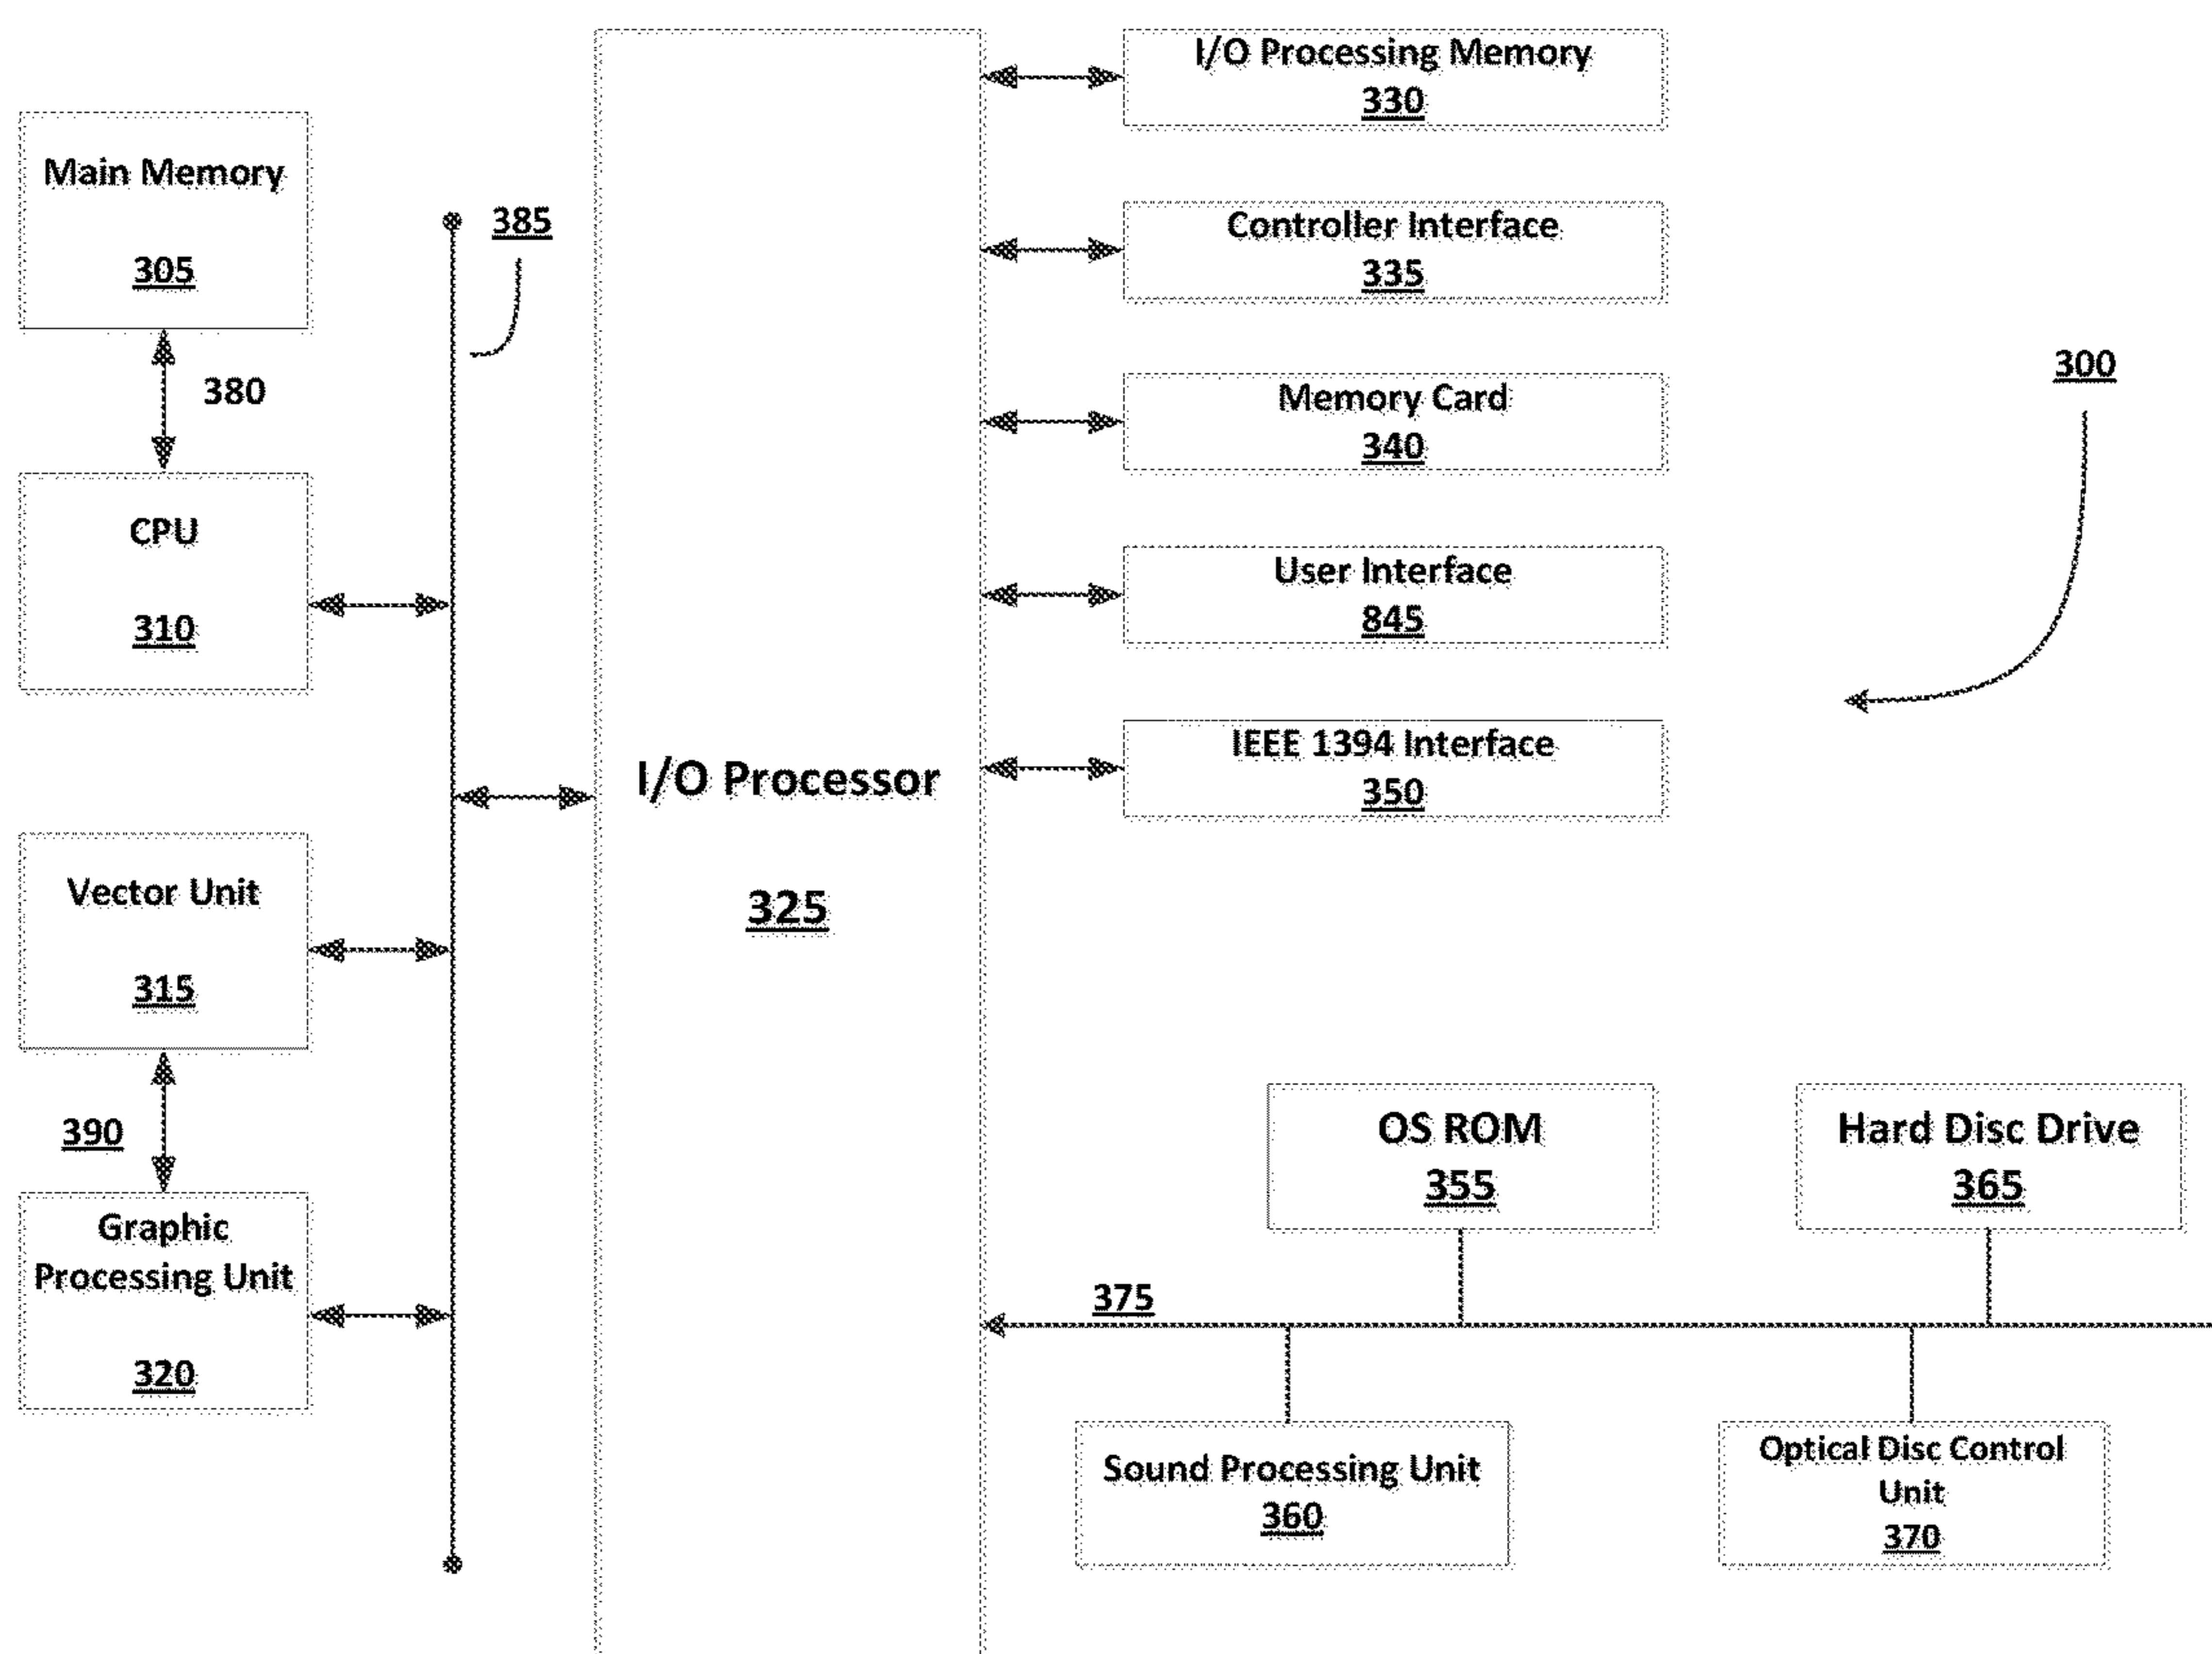 Main Memory
305
380
CPU
310
Vector Unit
315
390
Graphic
Processing Unit
320
385
I/O Processor
325
I/O Processing Memory
330
Controller Interface
335
Memory Card
340
User Interface
845
IEEE 1394 Interface
350
300
OS ROM
355
Hard Disc Drive
365
375
Sound Processing Unit
360
Optical Disc Control
Unit
370